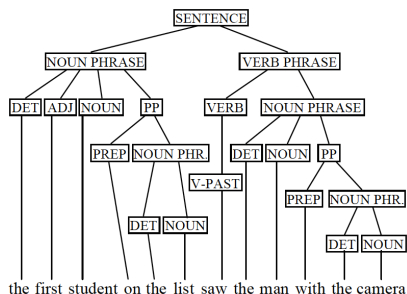 SENTENCE
NOUN PHRASE VERB PHRASE
DET ADJ NOUN PP VERB NOUN PHRASE
PREP NOUN PHR. DET NOUN PP
V-PAST
PREP NOUN PHR.
DET NOUN
DET NOUN
the first student on the list saw the man with the camera